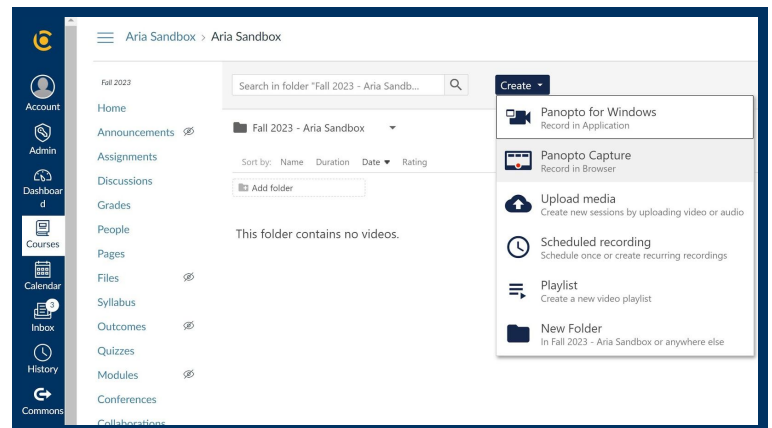 Aria Sandbox > Aria Sandbox
Account
Admin
Dashboar
d
Courses
Calendar
3
Inbox
History
Commons
Fall 2023
Home
Announcements
Assignments
Discussions
Grades
People
Pages
Files
Syllabus
Outcomes
Quizzes
Modules
Conferences
Collaborations
Search in folder "Fall 2023 - Aria Sandb...
Create
Fall 2023 - Aria Sandbox
Sort by: Name Duration Date ▼ Rating
Add folder
This folder contains no videos.
Panopto for Windows
Record in Application
Panopto Capture
Record in Browser
Upload media
Create new sessions by uploading video or audio
Scheduled recording
Schedule once or create recurring recordings
Playlist
Create a new video playlist
New Folder
In Fall 2023 - Aria Sandbox or anywhere else